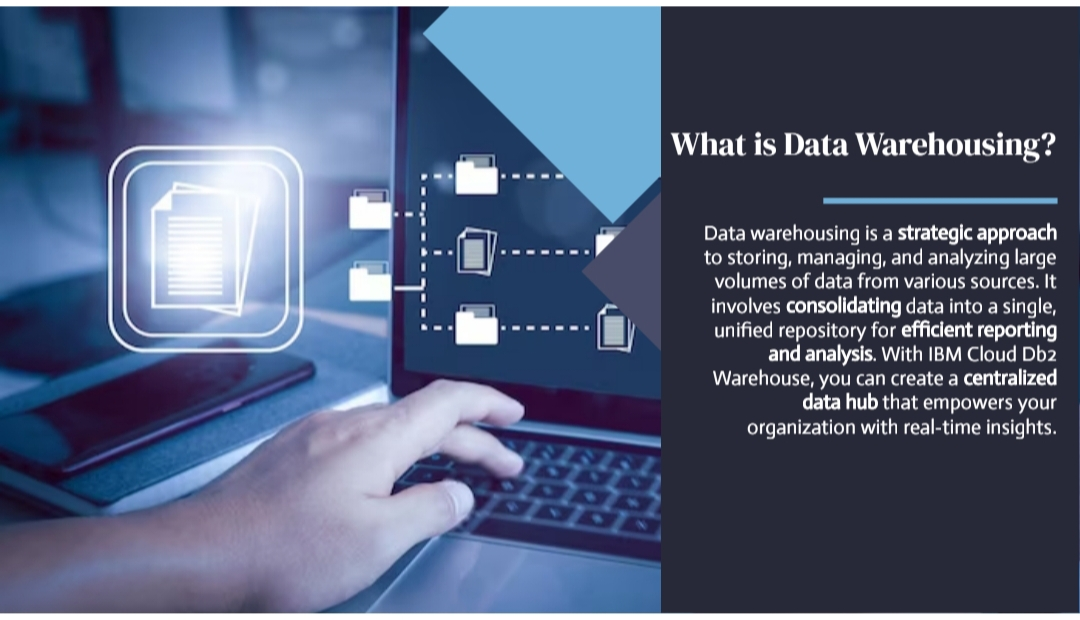 What is Data Warehousing?
Data warehousing is a strategic approach
to storing, managing, and analyzing large
volumes of data from various sources. It
involves consolidating data into a single,
unified repository for efficient reporting
and analysis. With IBM Cloud Db2
Warehouse, you can create a centralized
data hub that empowers your
organization with real-time insights.